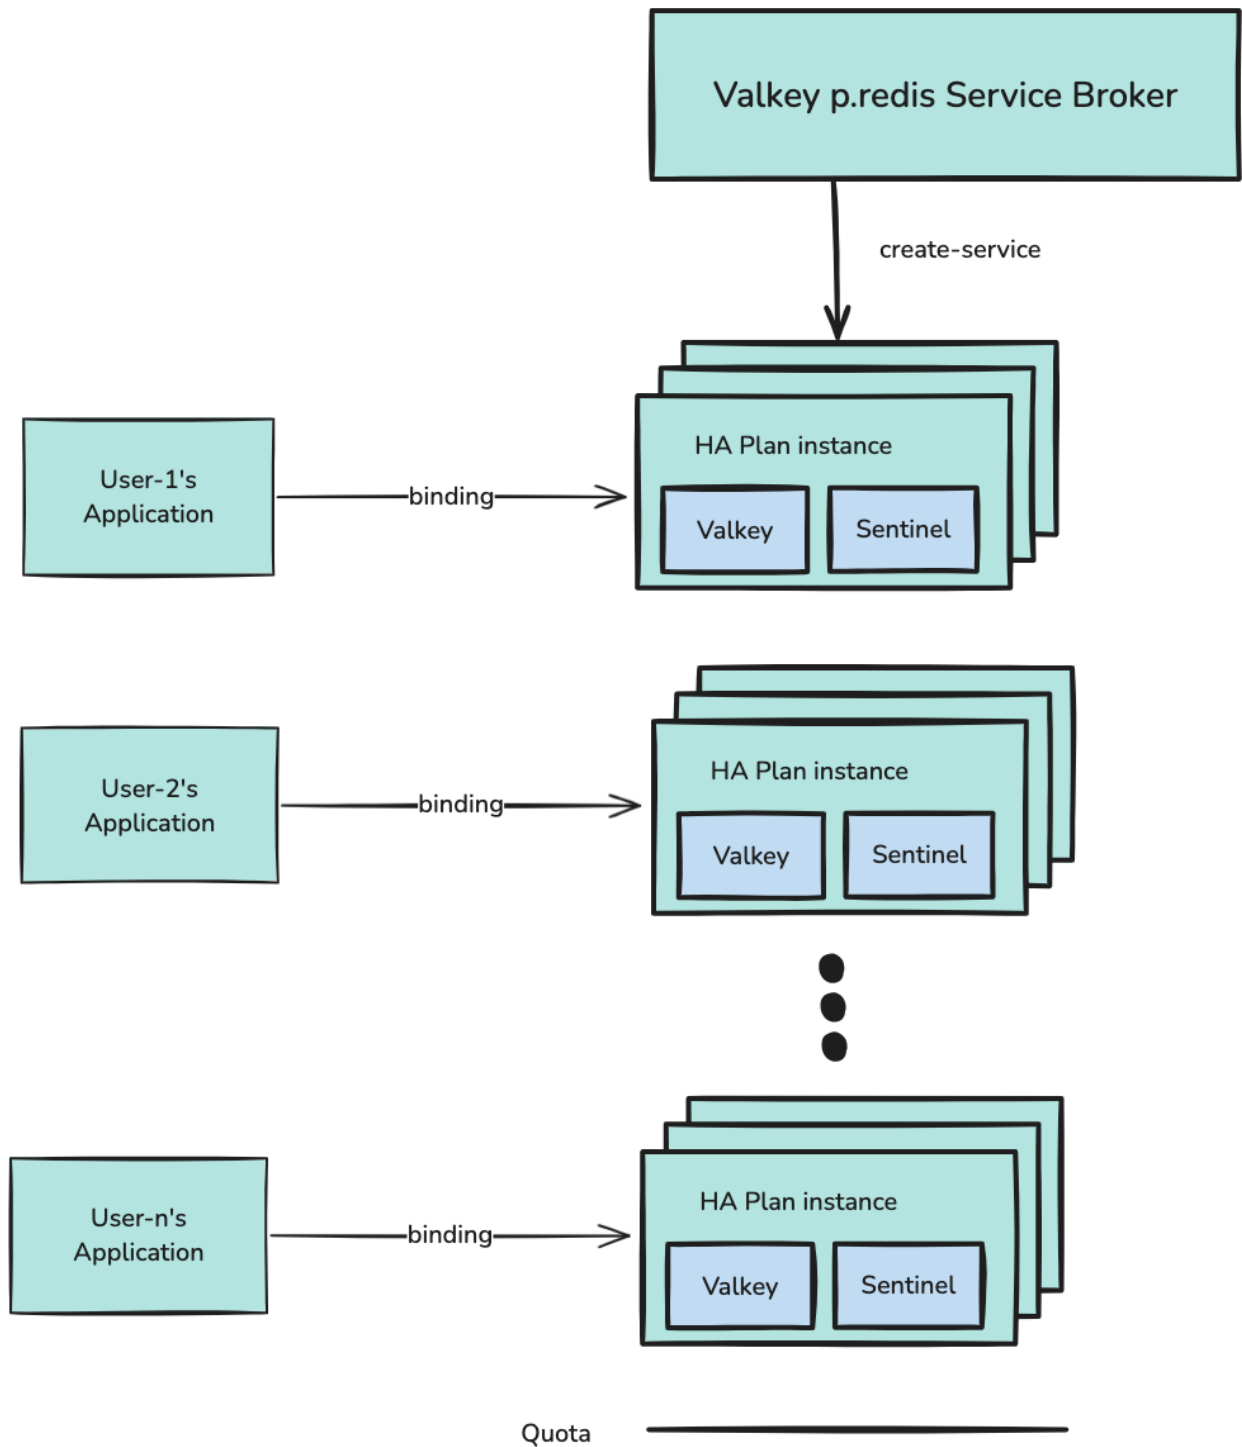 Valkey p.redis Service Broker
create-service
User-1's
Application
binding
HA Plan instance
Valkey
Sentinel
User-2's
Application
binding
HA Plan instance
Valkey
Sentinel
User-n's
Application
binding
HA Plan instance
Valkey
Sentinel
Quota